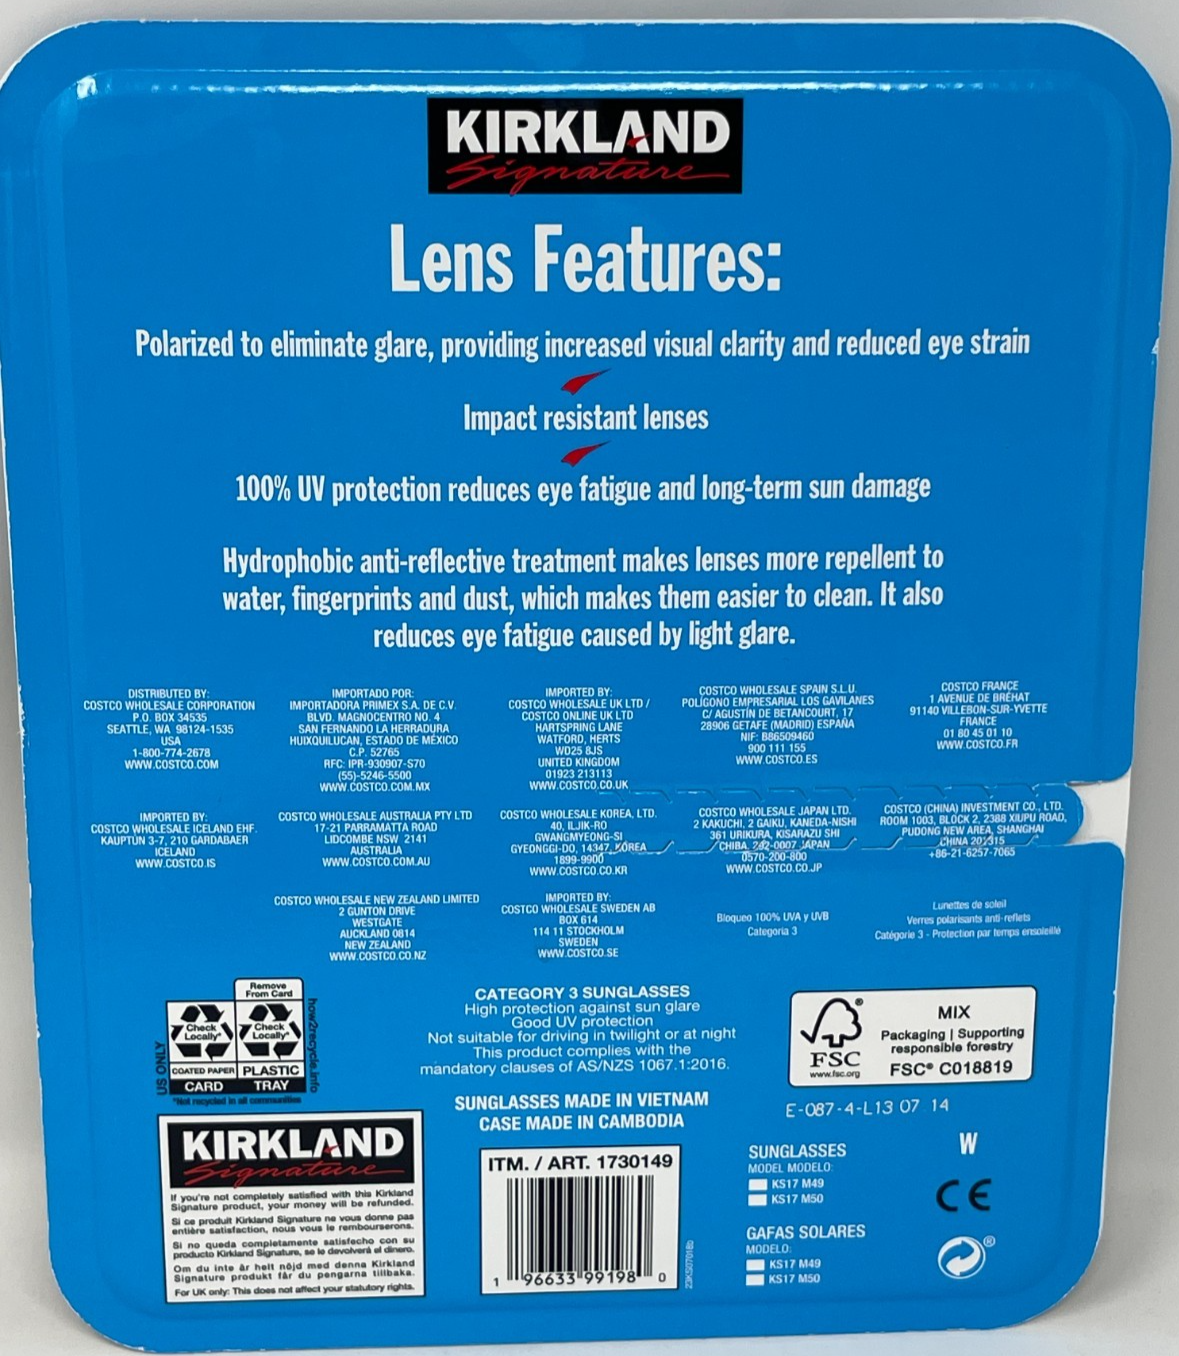 KIRKLAND
Signature
Lens Features:
Polarized to eliminate glare, providing increased visual clarity and reduced eye strain
Impact resistant lenses
100% UV protection reduces eye fatigue and long-term sun damage
Hydrophobic anti-reflective treatment makes lenses more repellent to
water, fingerprints and dust, which makes them easier to clean. It also
reduces eye fatigue caused by light glare.
DISTRIBUTED BY:
COSTCO WHOLESALE CORPORATION
P.O. BOX 34535
SEATTLE, WA 98124-1535
USA
1-800-774-2678
WWW.COSTCO.COM
IMPORTADO POR:
IMPORTADORA PRIMEX S.A. DE C.V.
BLVD. MAGNOCENTRO NO. 4
SAN FERNANDO LA HERRADURA
HUIXQUILUCAN, ESTADO DE MÉXICO
C.P. 52765
RFC: IPR-930907-S70
(55)-5246-5500
WWW.COSTCO.COM.MX
IMPORTED BY:
COSTCO WHOLESALE UK LTD /
COSTCO ONLINE UK LTD
HARTSPRING LANE
WATFORD, HERTS
WD25 8JS
UNITED KINGDOM
01923 213113
WWW.COSTCO.CO.UK
COSTCO WHOLESALE SPAIN S.L.U.
POLÍGONO EMPRESARIAL LOS GAVILANES
C/ AGUSTÍN DE BETANCOURT, 17
28906 GETAFE (MADRID) ESPAÑA
NIF: B86509460
900 111 155
WWW.COSTCO.ES
COSTCO FRANCE
1 AVENUE DE BRÉHAT
91140 VILLEBON-SUR-YVETTE
FRANCE
01 80 45 01 10
WWW.COSTCO.FR
IMPORTED BY:
COSTCO WHOLESALE ICELAND EHF.
KAUPTÚN 3-7, 210 GARDABAER
ICELAND
WWW.COSTCO.IS
COSTCO WHOLESALE AUSTRALIA PTY LTD
17-21 PARRAMATTA ROAD
LIDCOMBE NSW 2141
AUSTRALIA
WWW.COSTCO.COM.AU
COSTCO WHOLESALE KOREA, LTD.
40, ILJIK-RO
GWANGMYEONG-SI
GYEONGGI-DO, 14347, KOREA
1899-9900
WWW.COSTCO.CO.KR
COSTCO WHOLESALE JAPAN LTD.
2 KAKUCHI, 2 GAIKU, KANEDA-NISHI
361 URIKURA, KISARAZU SHI
CHIBA 292-0007 JAPAN
0570-200-800
WWW.COSTCO.CO.JP
COSTCO (CHINA) INVESTMENT CO., LTD.
ROOM 1003, BLOCK 2, 2388 XIUPU ROAD,
PUDONG NEW AREA, SHANGHAI
CHINA 201315
+86-21-6257-7065
COSTCO WHOLESALE NEW ZEALAND LIMITED
2 GUNTON DRIVE
WESTGATE
AUCKLAND 0814
NEW ZEALAND
WWW.COSTCO.CO.NZ
IMPORTED BY:
COSTCO WHOLESALE SWEDEN AB
BOX 614
114 11 STOCKHOLM
SWEDEN
WWW.COSTCO.SE
Bloqueo 100% UVA y UVB
Categoria 3
Lunettes de soleil
Verres polarisants anti-reflets
Catégorie 3 - Protection par temps ensoleillé
US ONLY
Remove
From Card
Check
Locally*
Check
Locally*
COATED PAPER
CARD
PLASTIC
TRAY
how2recycle.info
*Not recycled in all communities
CATEGORY 3 SUNGLASSES
High protection against sun glare
Good UV protection
Not suitable for driving in twilight or at night
This product complies with the
mandatory clauses of AS/NZS 1067.1:2016.
SUNGLASSES MADE IN VIETNAM
CASE MADE IN CAMBODIA
FSC®
www.fsc.org
MIX
Packaging | Supporting
responsible forestry
FSC® C018819
E-087-4-L13 07 14
KIRKLAND
Signature
If you're not completely satisfied with this Kirkland
Signature product, your money will be refunded.
Si ce produit Kirkland Signature ne vous donne pas
entière satisfaction, nous vous le rembourserons.
Si no queda completamente satisfecho con su
producto Kirkland Signature, se le devolverá el dinero.
Om du inte är helt nöjd med denna Kirkland
Signature produkt får du pengarna tillbaka.
For UK only: This does not affect your statutory rights.
ITM. / ART. 1730149
1 96633 99198 0
SUNGLASSES
MODEL MODELO:
KS17 M49
KS17 M50
GAFAS SOLARES
MODELO:
KS17 M49
KS17 M50
W
CE
®